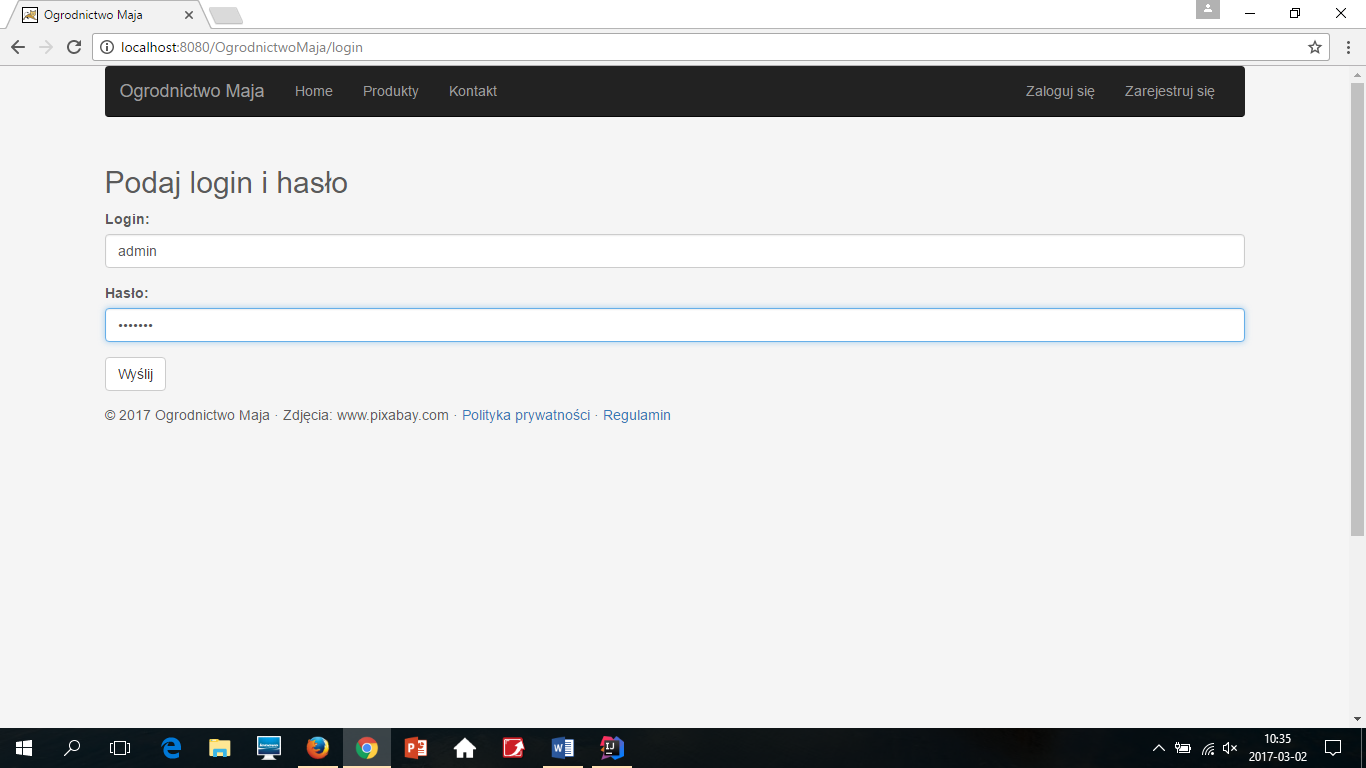 Ogrodnictwo Maja
localhost:8080/OgrodnictwoMaja/login
Ogrodnictwo Maja Home Produkty Kontakt Zaloguj się Zarejestruj się
Podaj login i hasło
Login:
admin
Hasło:
•••••••
Wyślij
© 2017 Ogrodnictwo Maja · Zdjęcia: www.pixabay.com · Polityka prywatności · Regulamin
10:35
2017-03-02